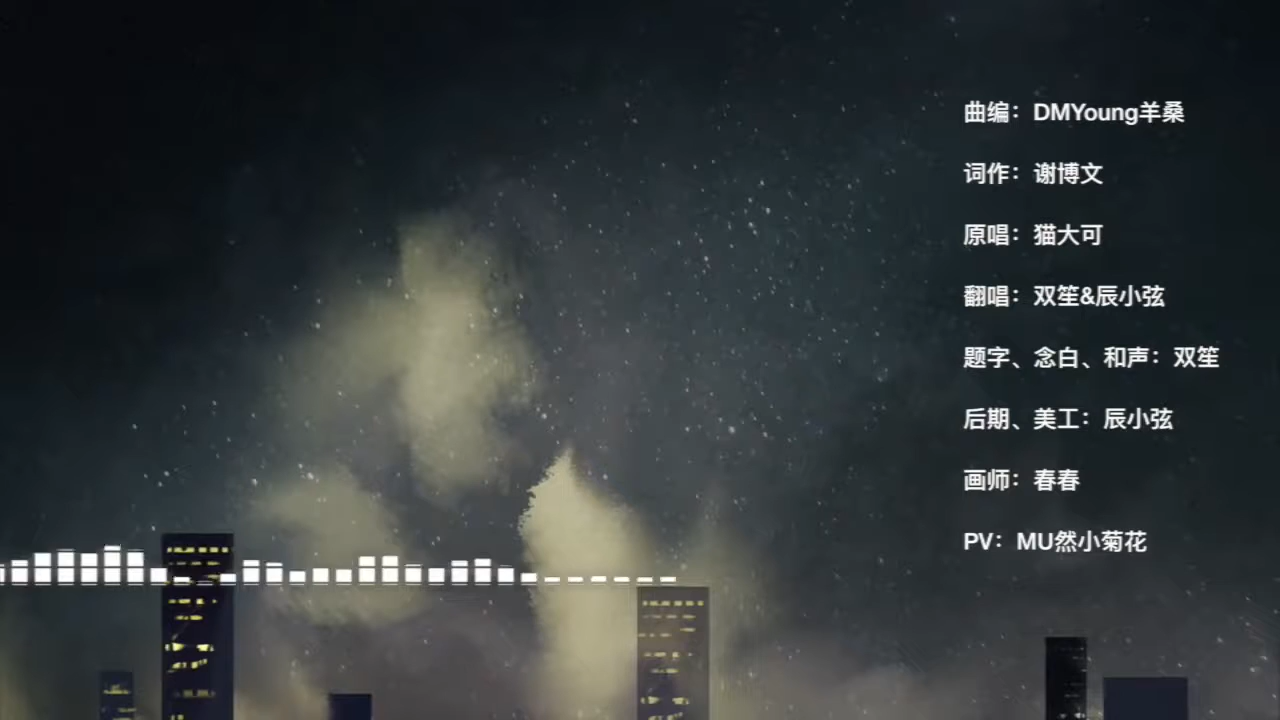 曲编：DMYoung羊桑
词作：谢博文
原唱：猫大可
翻唱：双笙&辰小弦
题字、念白、和声：双笙
后期、美工：辰小弦
画师：春春
PV：MU然小菊花